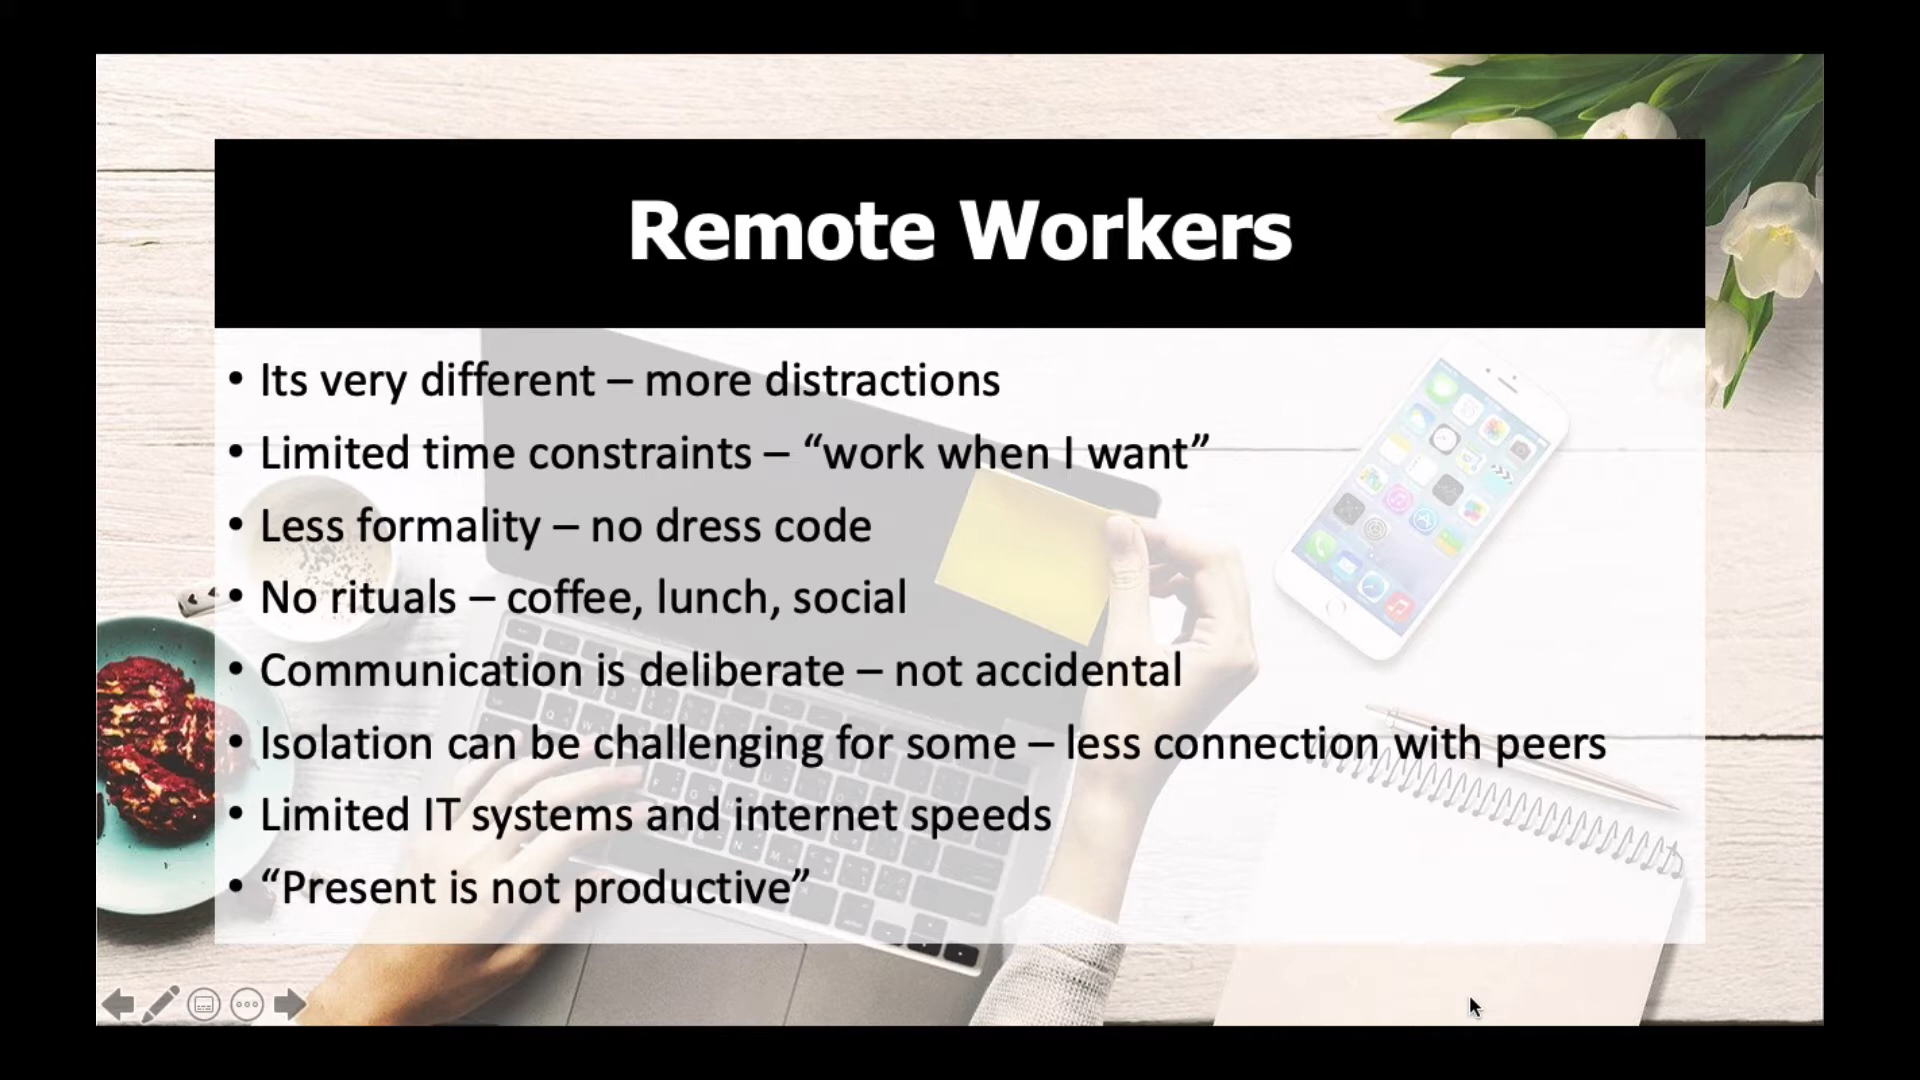 Remote Workers
• Its very different – more distractions
• Limited time constraints – “work when I want”
• Less formality – no dress code
• No rituals – coffee, lunch, social
• Communication is deliberate – not accidental
• Isolation can be challenging for some – less connection with peers
• Limited IT systems and internet speeds
• “Present is not productive”